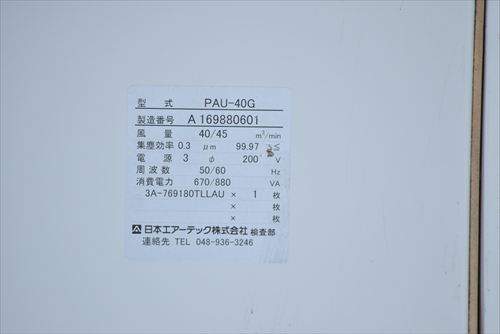 型 式 PAU-40G
製造番号 A169880601
風 量 40/45 m³/min
集塵効率 0.3 μm 99.97 ≦
電 源 3 φ 200 V
周 波 数 50/60 Hz
消費電力 670/880 VA
3A-769180TLLAU × 1 枚
× 枚
× 枚
日本エアーテック株式会社 検査部
連絡先 TEL 048-936-3246